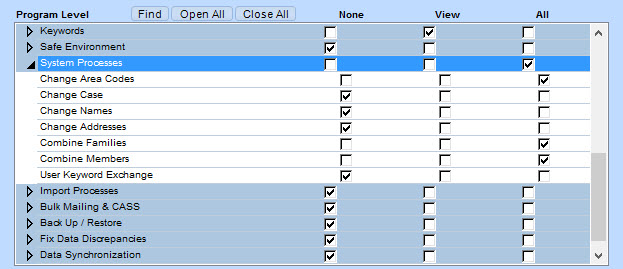 Program Level Find Open All Close All None View All
Keywords
Safe Environment
System Processes
Change Area Codes
Change Case
Change Names
Change Addresses
Combine Families
Combine Members
User Keyword Exchange
Import Processes
Bulk Mailing & CASS
Back Up / Restore
Fix Data Discrepancies
Data Synchronization